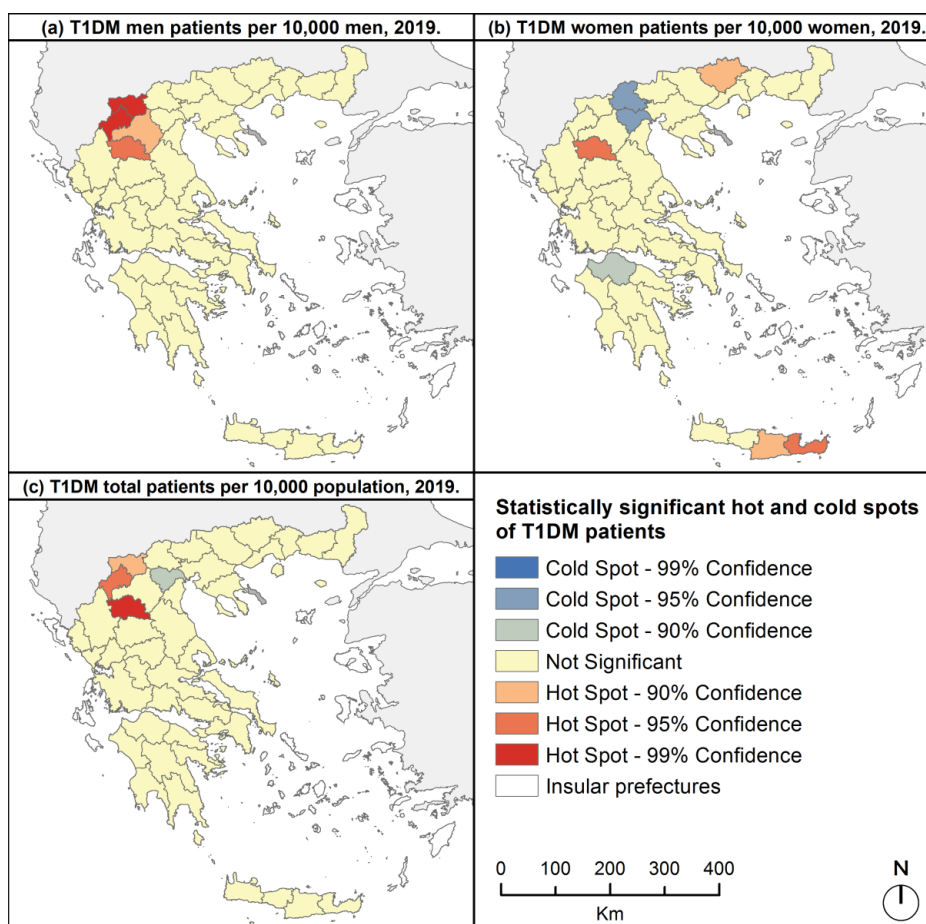 (a) T1DM men patients per 10,000 men, 2019.
(b) T1DM women patients per 10,000 women, 2019.
(c) T1DM total patients per 10,000 population, 2019.
Statistically significant hot and cold spots
of T1DM patients
Cold Spot - 99% Confidence
Cold Spot - 95% Confidence
Cold Spot - 90% Confidence
Not Significant
Hot Spot - 90% Confidence
Hot Spot - 95% Confidence
Hot Spot - 99% Confidence
Insular prefectures
0 100 200 300 400
Km
N